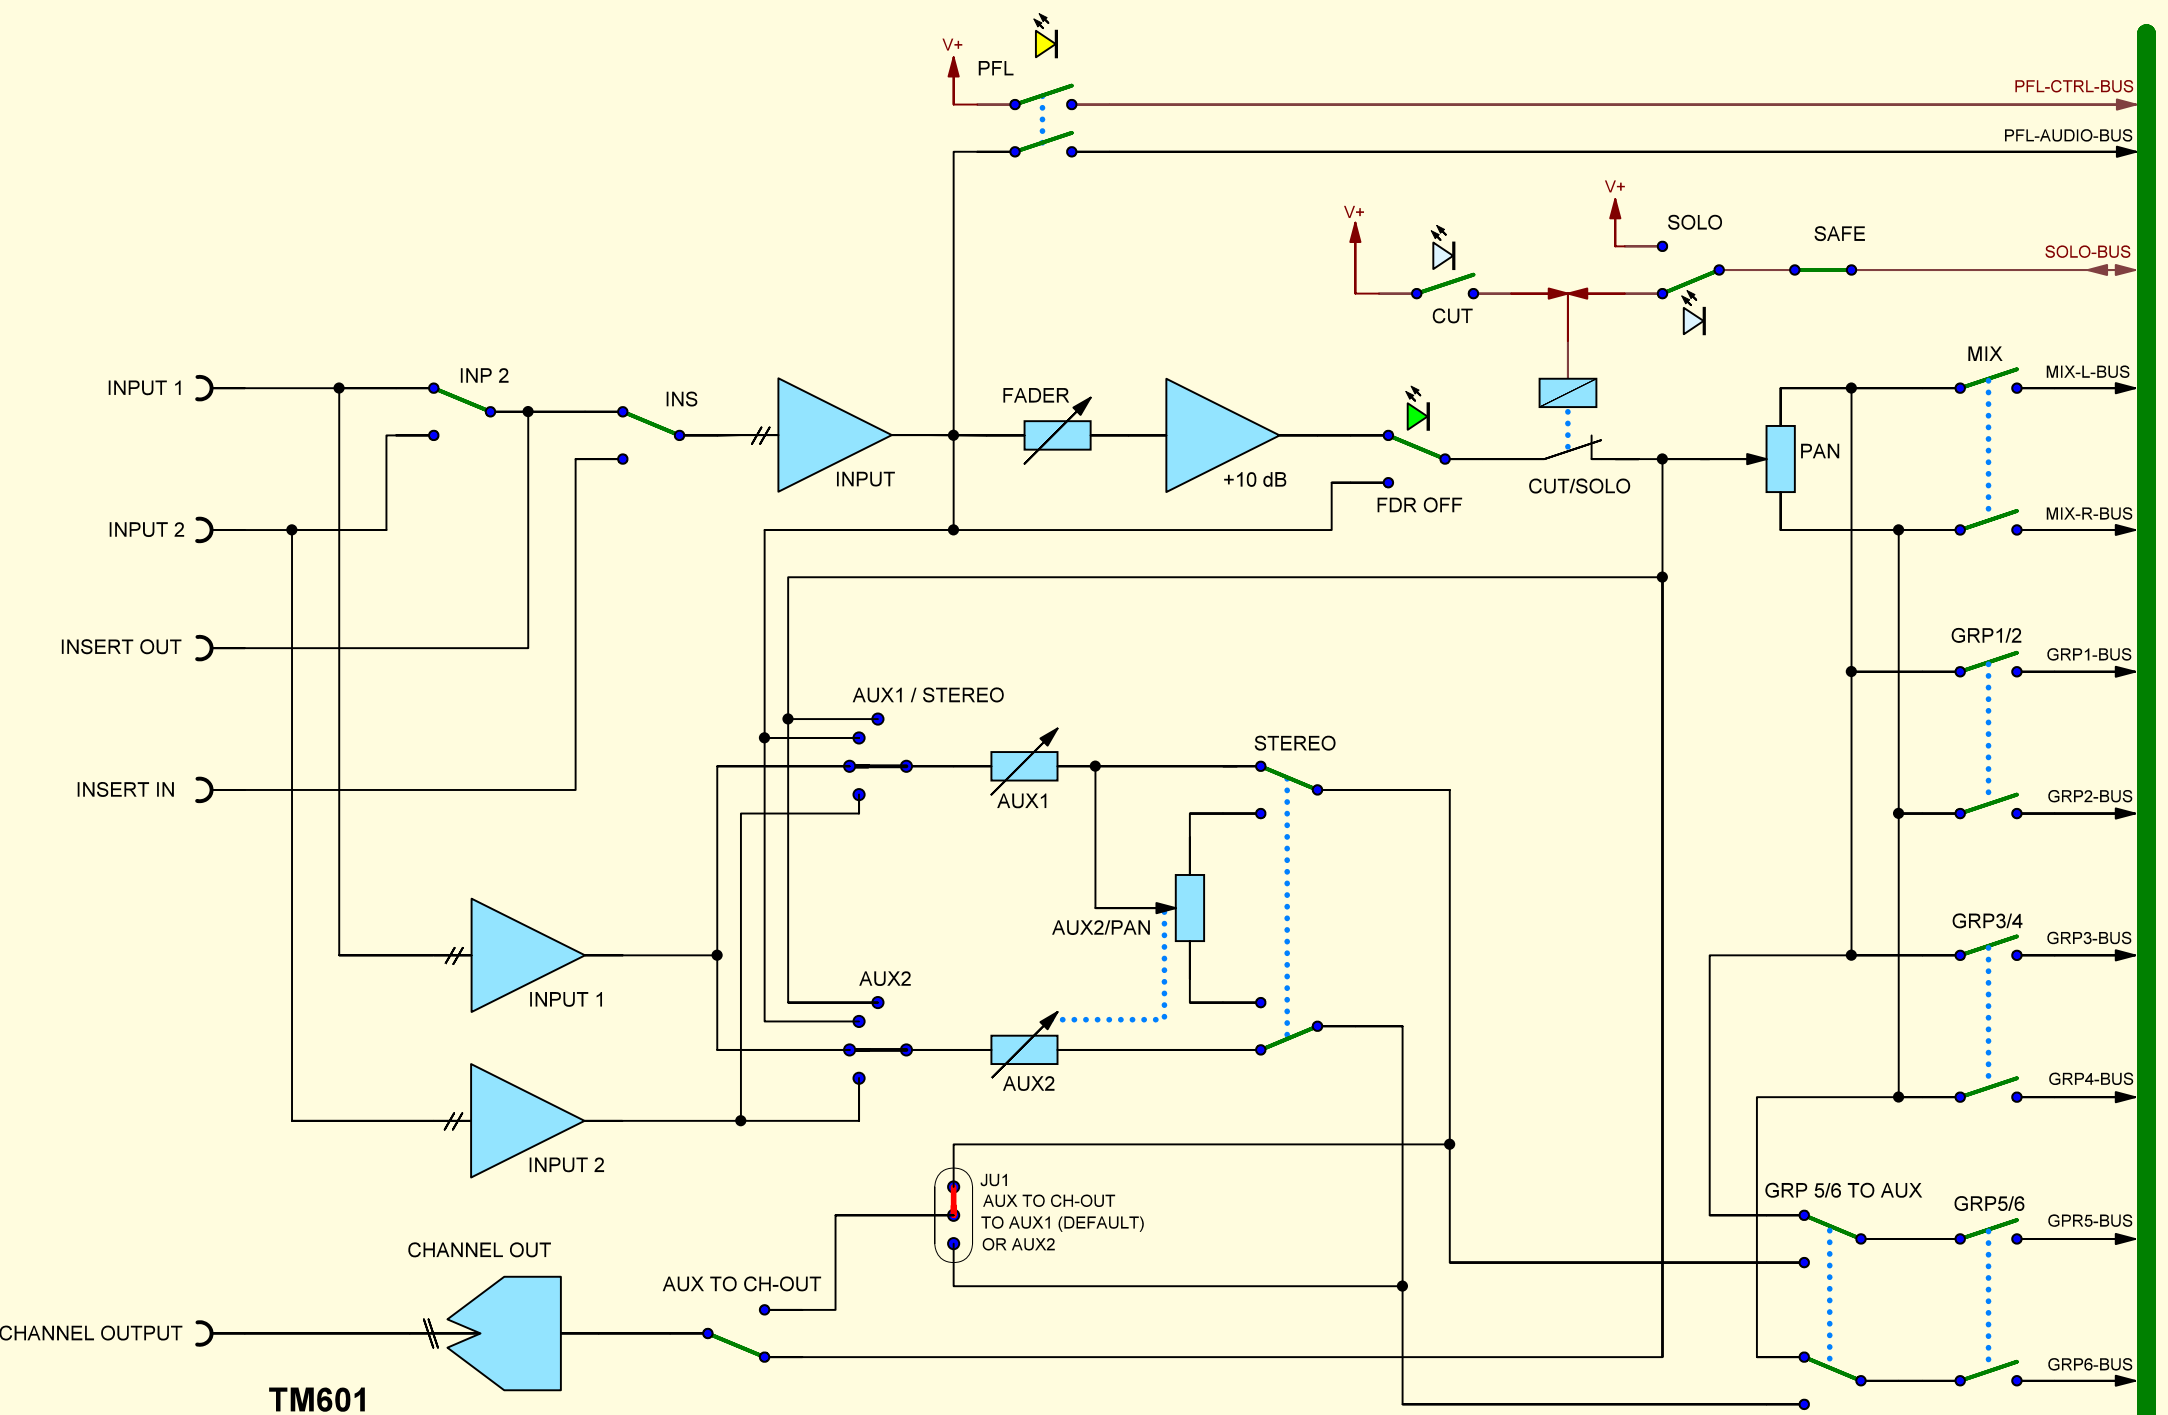 V+
PFL
PFL-CTRL-BUS
PFL-AUDIO-BUS
V+
V+
SOLO
SAFE
SOLO-BUS
CUT
INPUT 1
INP 2
INS
FADER
MIX
MIX-L-BUS
INPUT
+10 dB
FDR OFF
CUT/SOLO
PAN
INPUT 2
MIX-R-BUS
INSERT OUT
GRP1/2
GRP1-BUS
AUX1 / STEREO
STEREO
INSERT IN
AUX1
GRP2-BUS
AUX2/PAN
GRP3/4
GRP3-BUS
INPUT 1
AUX2
AUX2
GRP4-BUS
INPUT 2
JU1
AUX TO CH-OUT
TO AUX1 (DEFAULT)
OR AUX2
GRP 5/6 TO AUX
GRP5/6
GPR5-BUS
CHANNEL OUT
AUX TO CH-OUT
CHANNEL OUTPUT
GRP6-BUS
TM601